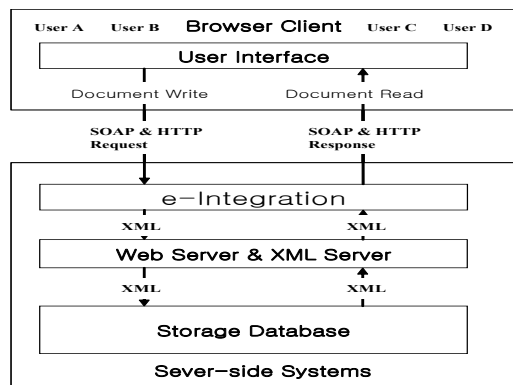 Browser Client
User A User B User C User D
User Interface
Document Write Document Read
SOAP & HTTP SOAP & HTTP
Request Response
e-Integration
XML XML
Web Server & XML Server
XML XML
Storage Database
Sever-side Systems